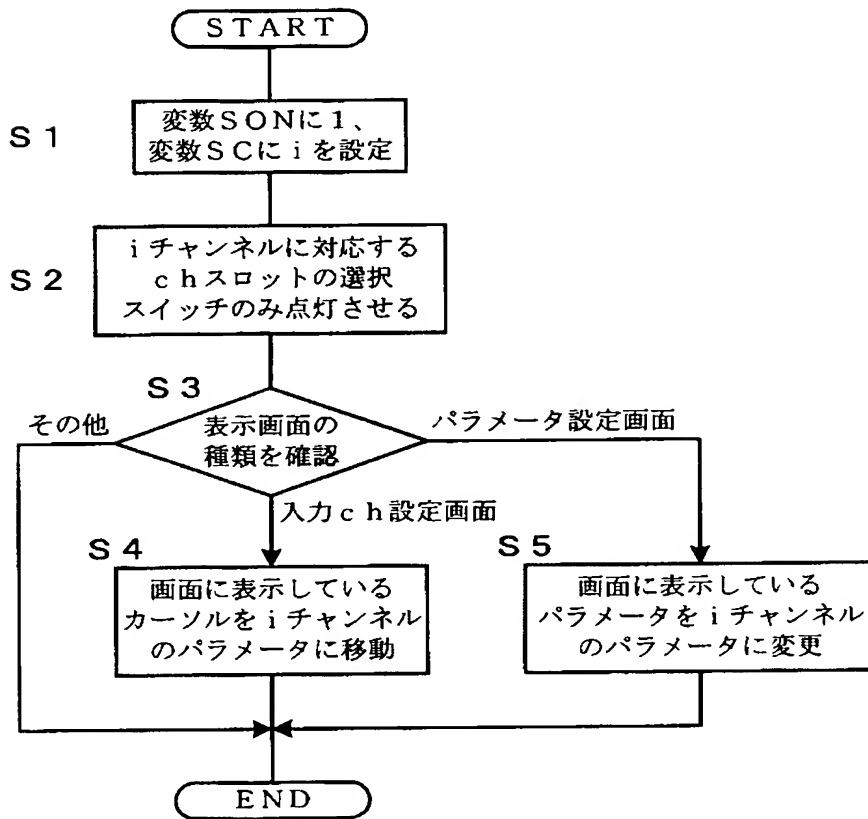 START
S1
変数SONに1、
変数SCにiを設定
S2
iチャンネルに対応する
chスロットの選択
スイッチのみ点灯させる
S3
その他
表示画面の
種類を確認
パラメータ設定画面
入力ch設定画面
S4
画面に表示している
カーソルをiチャンネル
のパラメータに移動
S5
画面に表示している
パラメータをiチャンネル
のパラメータに変更
END